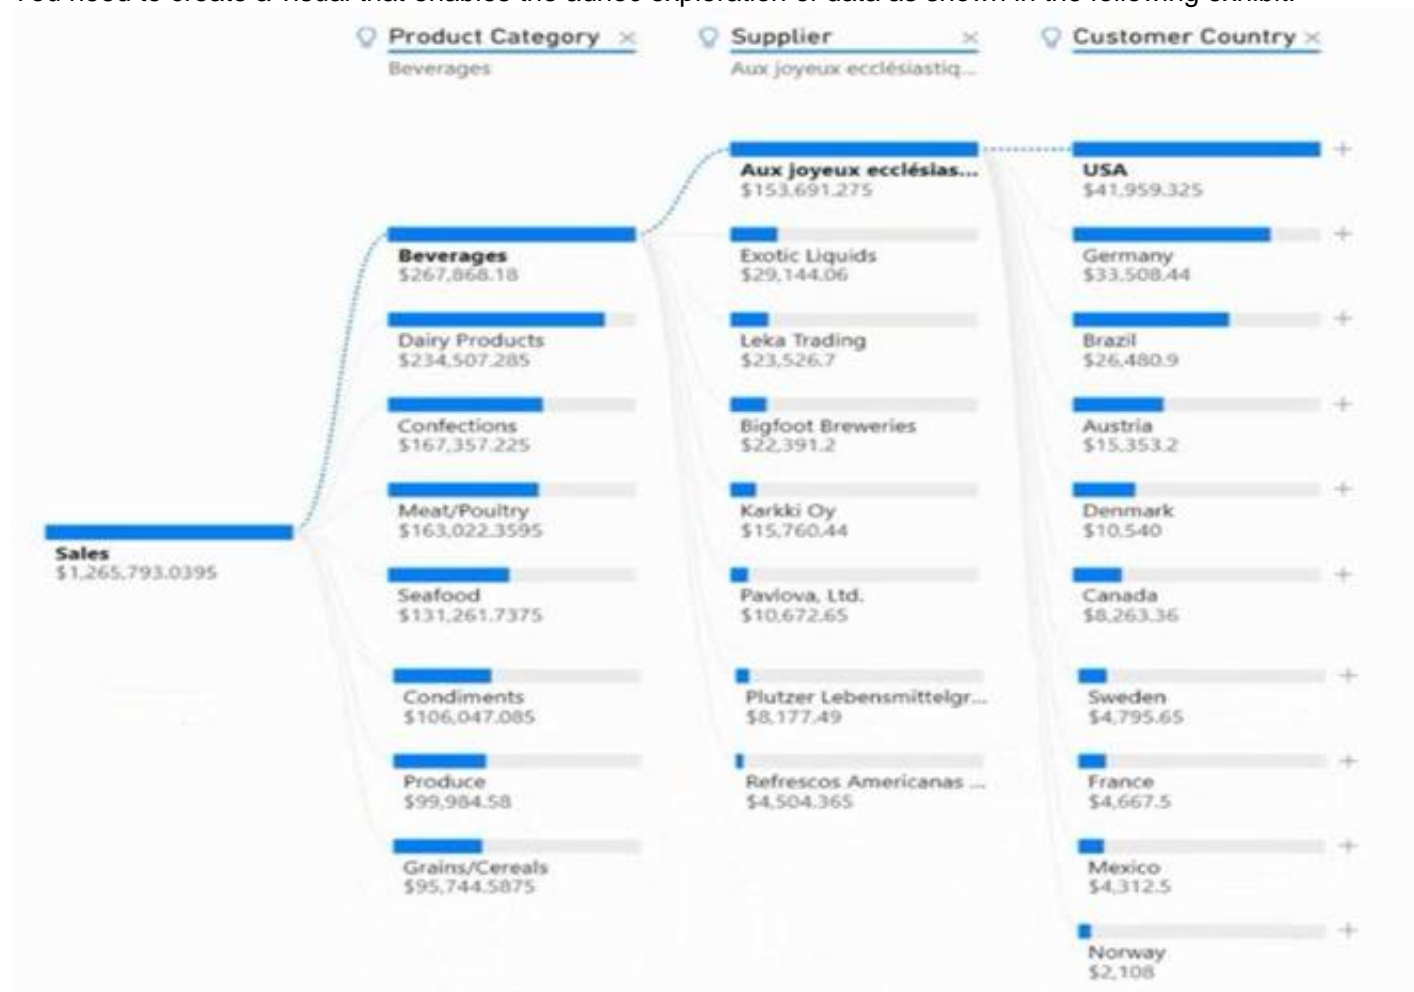 You need to create a visual that enables the adhoc exploration of data as shown in the following exhibit.
Product Category ×
Beverages
Supplier ×
Aux joyeux ecclésiastiq...
Customer Country ×
Beverages
Sales
$1,265,793.0395
Beverages
$267,868.18
Dairy Products
$234,507.285
Confections
$167,357.225
Meat/Poultry
$163,022.3595
Seafood
$131,261.7375
Condiments
$106,047.085
Produce
$99,984.58
Grains/Cereals
$95,744.5875
Aux joyeux ecclésias...
$153,691.275
Exotic Liquids
$29,144.06
Leka Trading
$23,526.7
Bigfoot Breweries
$22,391.2
Karkki Oy
$15,760.44
Pavlova, Ltd.
$10,672.65
Plutzer Lebensmittelgr...
$8,177.49
Refrescos Americanas ...
$4,504.365
USA
$41,959.325
Germany
$33,508.44
Brazil
$26,480.9
Austria
$15,353.2
Denmark
$10,540
Canada
$8,263.36
Sweden
$4,795.65
France
$4,667.5
Mexico
$4,312.5
Norway
$2,108